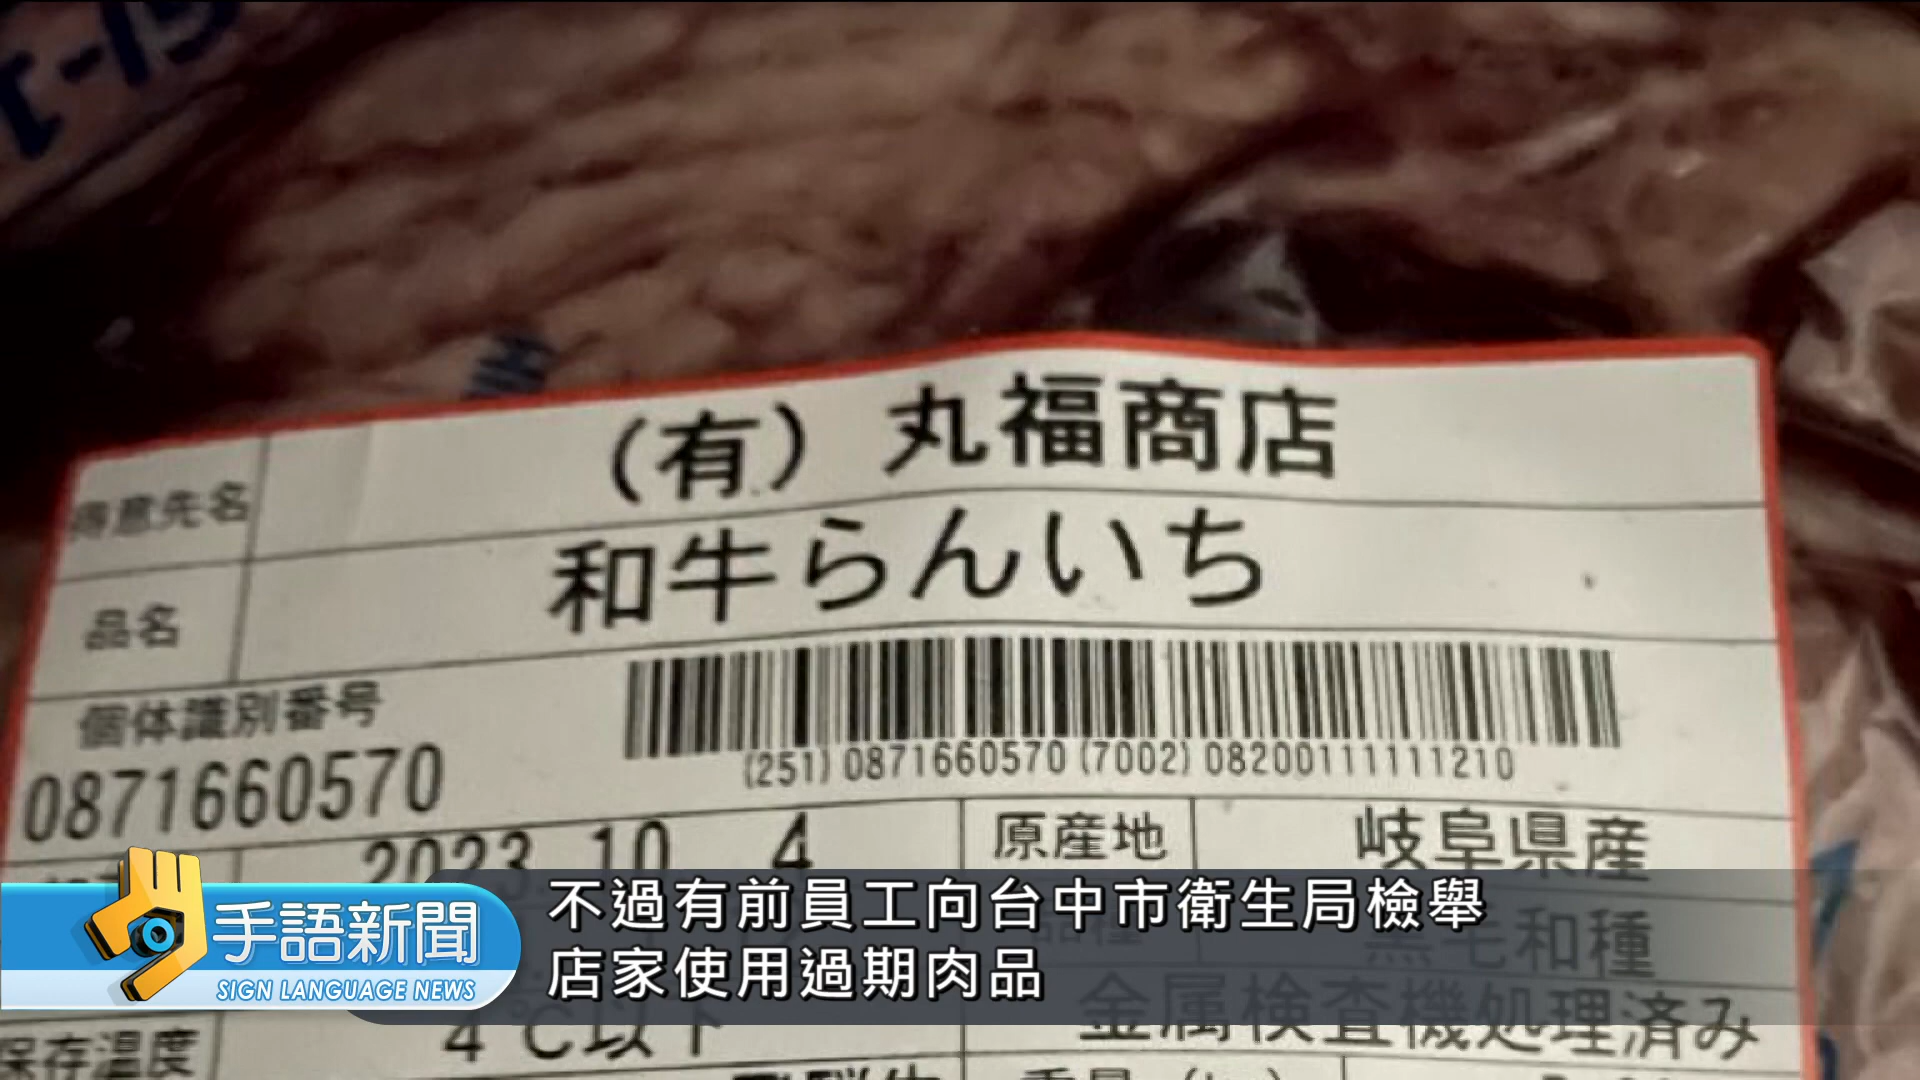 (有) 丸福商店
得意先名
和牛らんいち
品名
個体識別番号
0871660570
(251) 0871660570 (7002) 08200111111210
2023 10 4
原産地
岐阜県産
不過有前員工向台中市衛生局檢舉
店家使用過期肉品
手語新聞
SIGN LANGUAGE NEWS
黒毛和種
金属検査機処理済み
保存温度
4℃以下